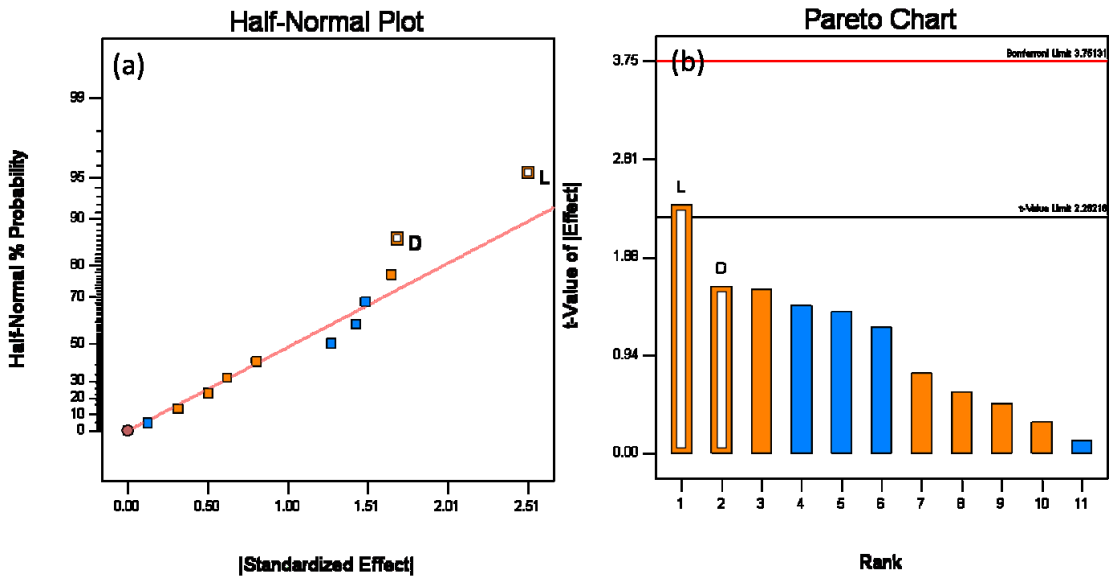 Half-Normal Plot
(a)
Half-Normal % Probability
99
95
90
80
70
50
30
20
10
0
L
D
0.00 0.50 1.00 1.51 2.01 2.51
|Standardized Effect|
Pareto Chart
(b)
t-Value of |Effect|
3.75
2.81
1.88
0.94
0.00
Bonferroni Limit 3.75131
t-Value Limit 2.26216
L
D
1 2 3 4 5 6 7 8 9 10 11
Rank